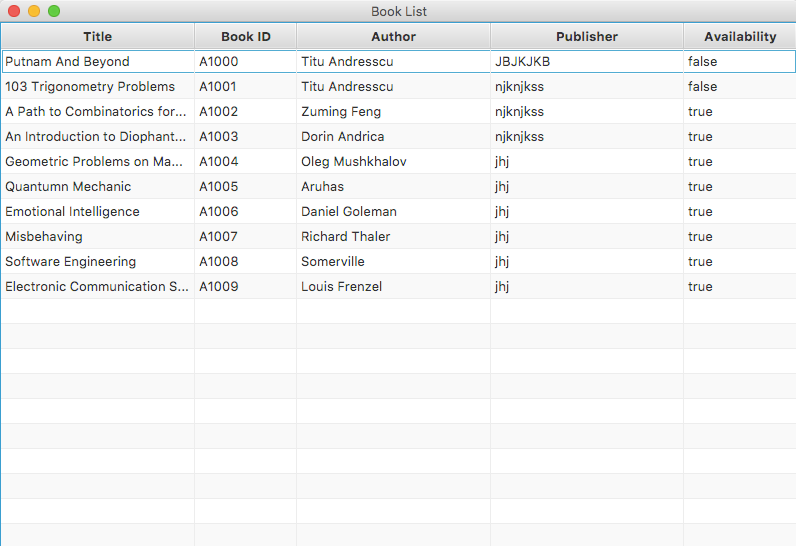 Book List
Title Book ID Author Publisher Availability
Putnam And Beyond A1000 Titu Andresscu JBJKJKB false
103 Trigonometry Problems A1001 Titu Andresscu njknjkss false
A Path to Combinatorics for... A1002 Zuming Feng njknjkss true
An Introduction to Diophant... A1003 Dorin Andrica njknjkss true
Geometric Problems on Ma... A1004 Oleg Mushkhalov jhj true
Quantumn Mechanic A1005 Aruhas jhj true
Emotional Intelligence A1006 Daniel Goleman jhj true
Misbehaving A1007 Richard Thaler jhj true
Software Engineering A1008 Somerville jhj true
Electronic Communication S... A1009 Louis Frenzel jhj true